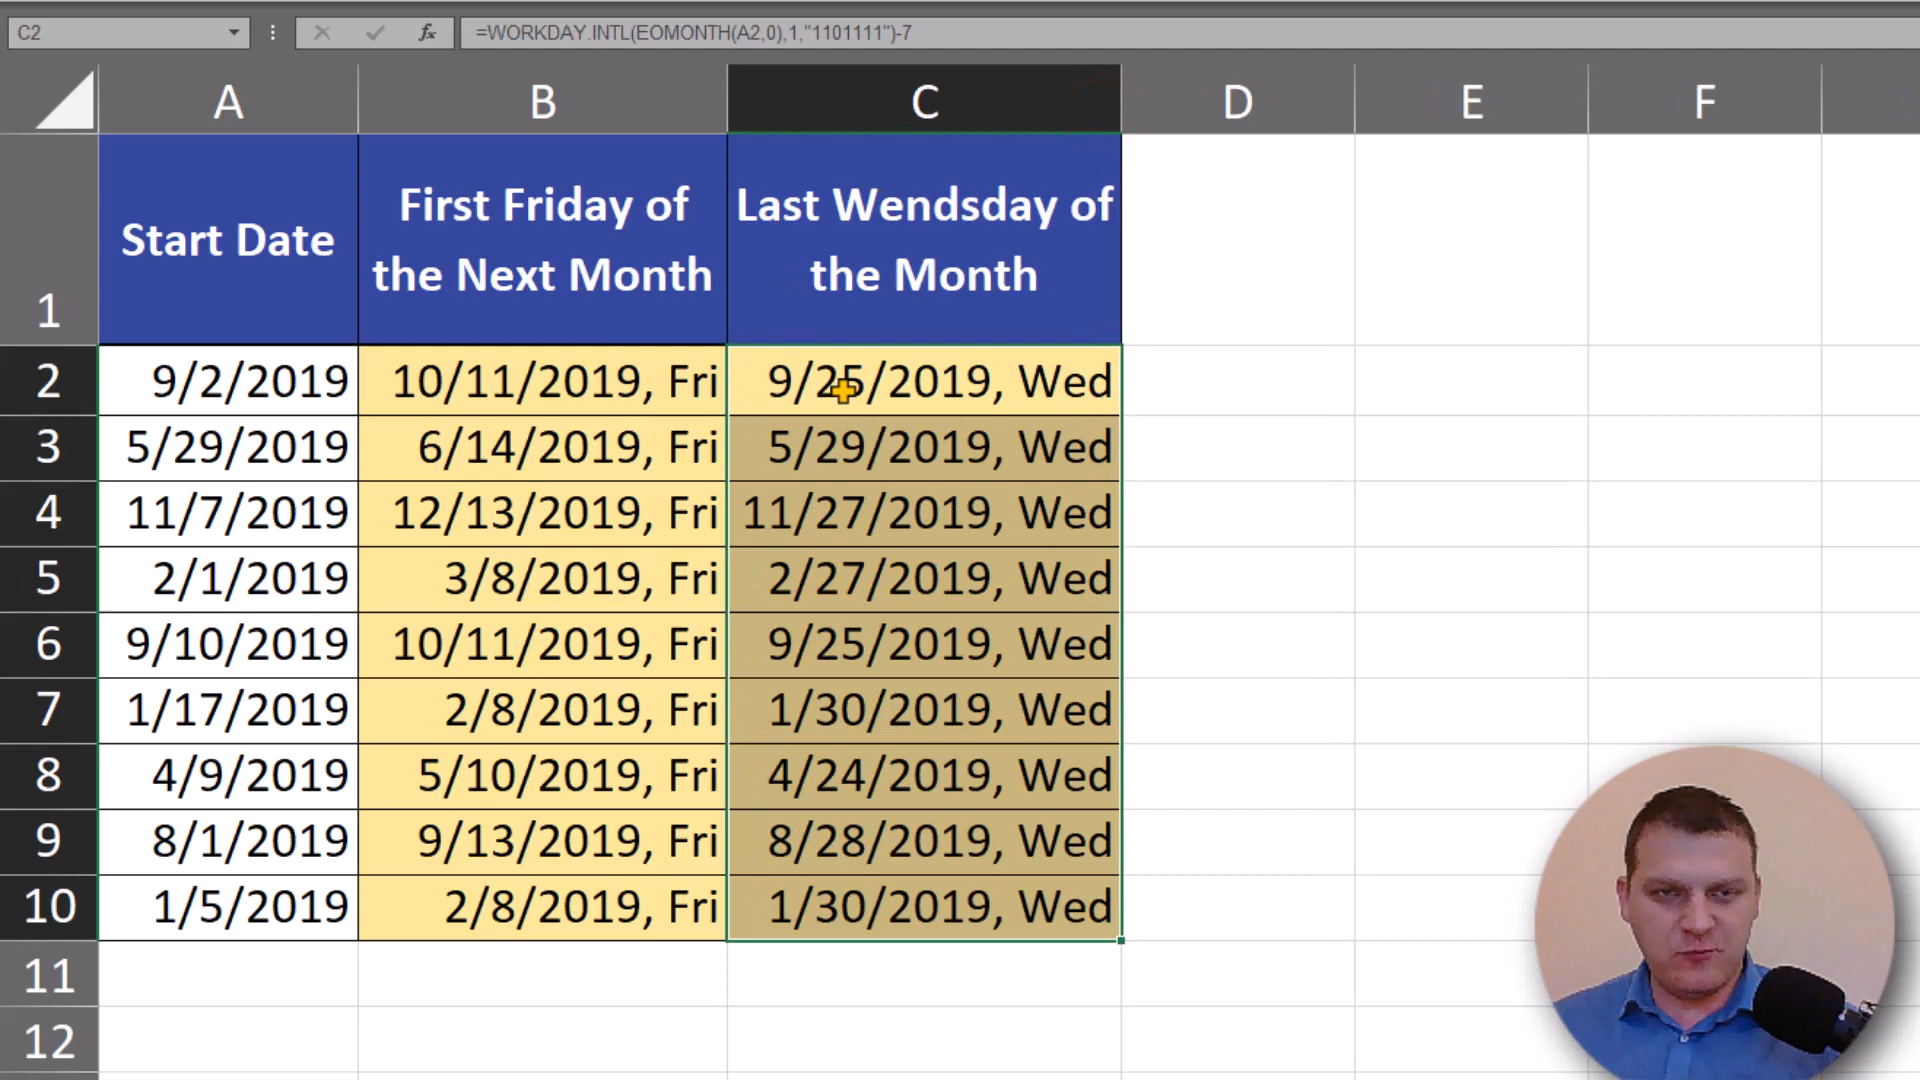 C2
fx
=WORKDAY.INTL(EOMONTH(A2,0),1,"1101111")-7
A B C D E F
1
Start Date
First Friday of
the Next Month
Last Wendsday of
the Month
2 9/2/2019 10/11/2019, Fri 9/25/2019, Wed
3 5/29/2019 6/14/2019, Fri 5/29/2019, Wed
4 11/7/2019 12/13/2019, Fri 11/27/2019, Wed
5 2/1/2019 3/8/2019, Fri 2/27/2019, Wed
6 9/10/2019 10/11/2019, Fri 9/25/2019, Wed
7 1/17/2019 2/8/2019, Fri 1/30/2019, Wed
8 4/9/2019 5/10/2019, Fri 4/24/2019, Wed
9 8/1/2019 9/13/2019, Fri 8/28/2019, Wed
10 1/5/2019 2/8/2019, Fri 1/30/2019, Wed
11
12